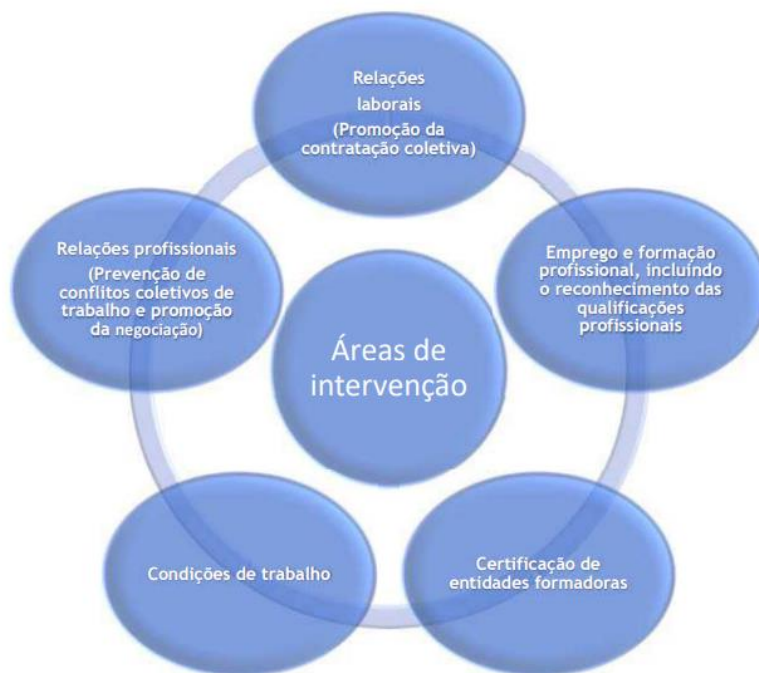 Relações
laborais
(Promoção da
contratação coletiva)
Relações profissionais
(Prevenção de
conflitos coletivos de
trabalho e promoção
da negociação)
Emprego e formação
profissional, incluíndo
o reconhecimento das
qualificações
profissionais
Áreas de
intervenção
Condições de trabalho
Certificação de
entidades formadoras